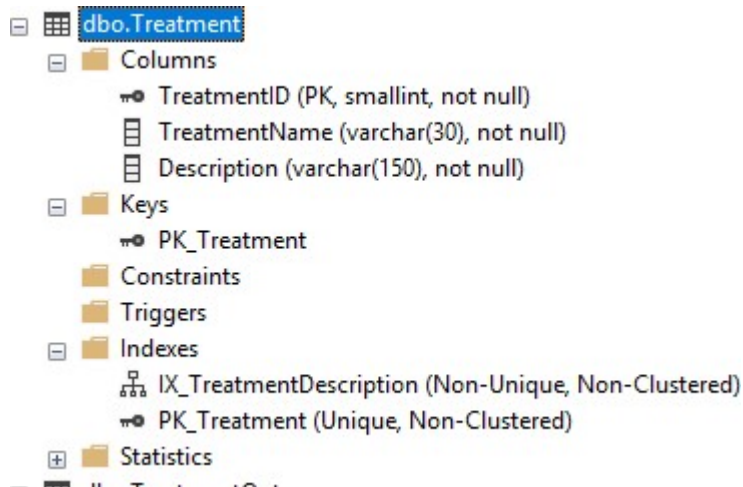 dbo.Treatment
Columns
TreatmentID (PK, smallint, not null)
TreatmentName (varchar(30), not null)
Description (varchar(150), not null)
Keys
PK_Treatment
Constraints
Triggers
Indexes
IX_TreatmentDescription (Non-Unique, Non-Clustered)
PK_Treatment (Unique, Non-Clustered)
Statistics